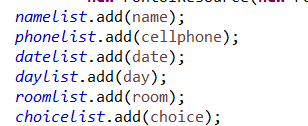 namelist.add(name);
phonelist.add(cellphone);
datelist.add(date);
daylist.add(day);
roomlist.add(room);
choicelist.add(choice);